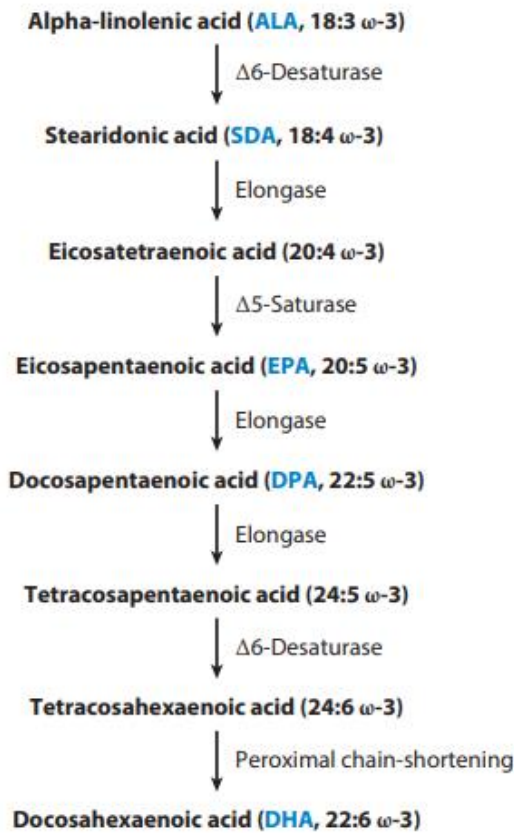 Alpha-linolenic acid (ALA, 18:3 ω-3)
Δ6-Desaturase
Stearidonic acid (SDA, 18:4 ω-3)
Elongase
Eicosatetraenoic acid (20:4 ω-3)
Δ5-Saturase
Eicosapentaenoic acid (EPA, 20:5 ω-3)
Elongase
Docosapentaenoic acid (DPA, 22:5 ω-3)
Elongase
Tetracosapentaenoic acid (24:5 ω-3)
Δ6-Desaturase
Tetracosahexaenoic acid (24:6 ω-3)
Peroximal chain-shortening
Docosahexaenoic acid (DHA, 22:6 ω-3)